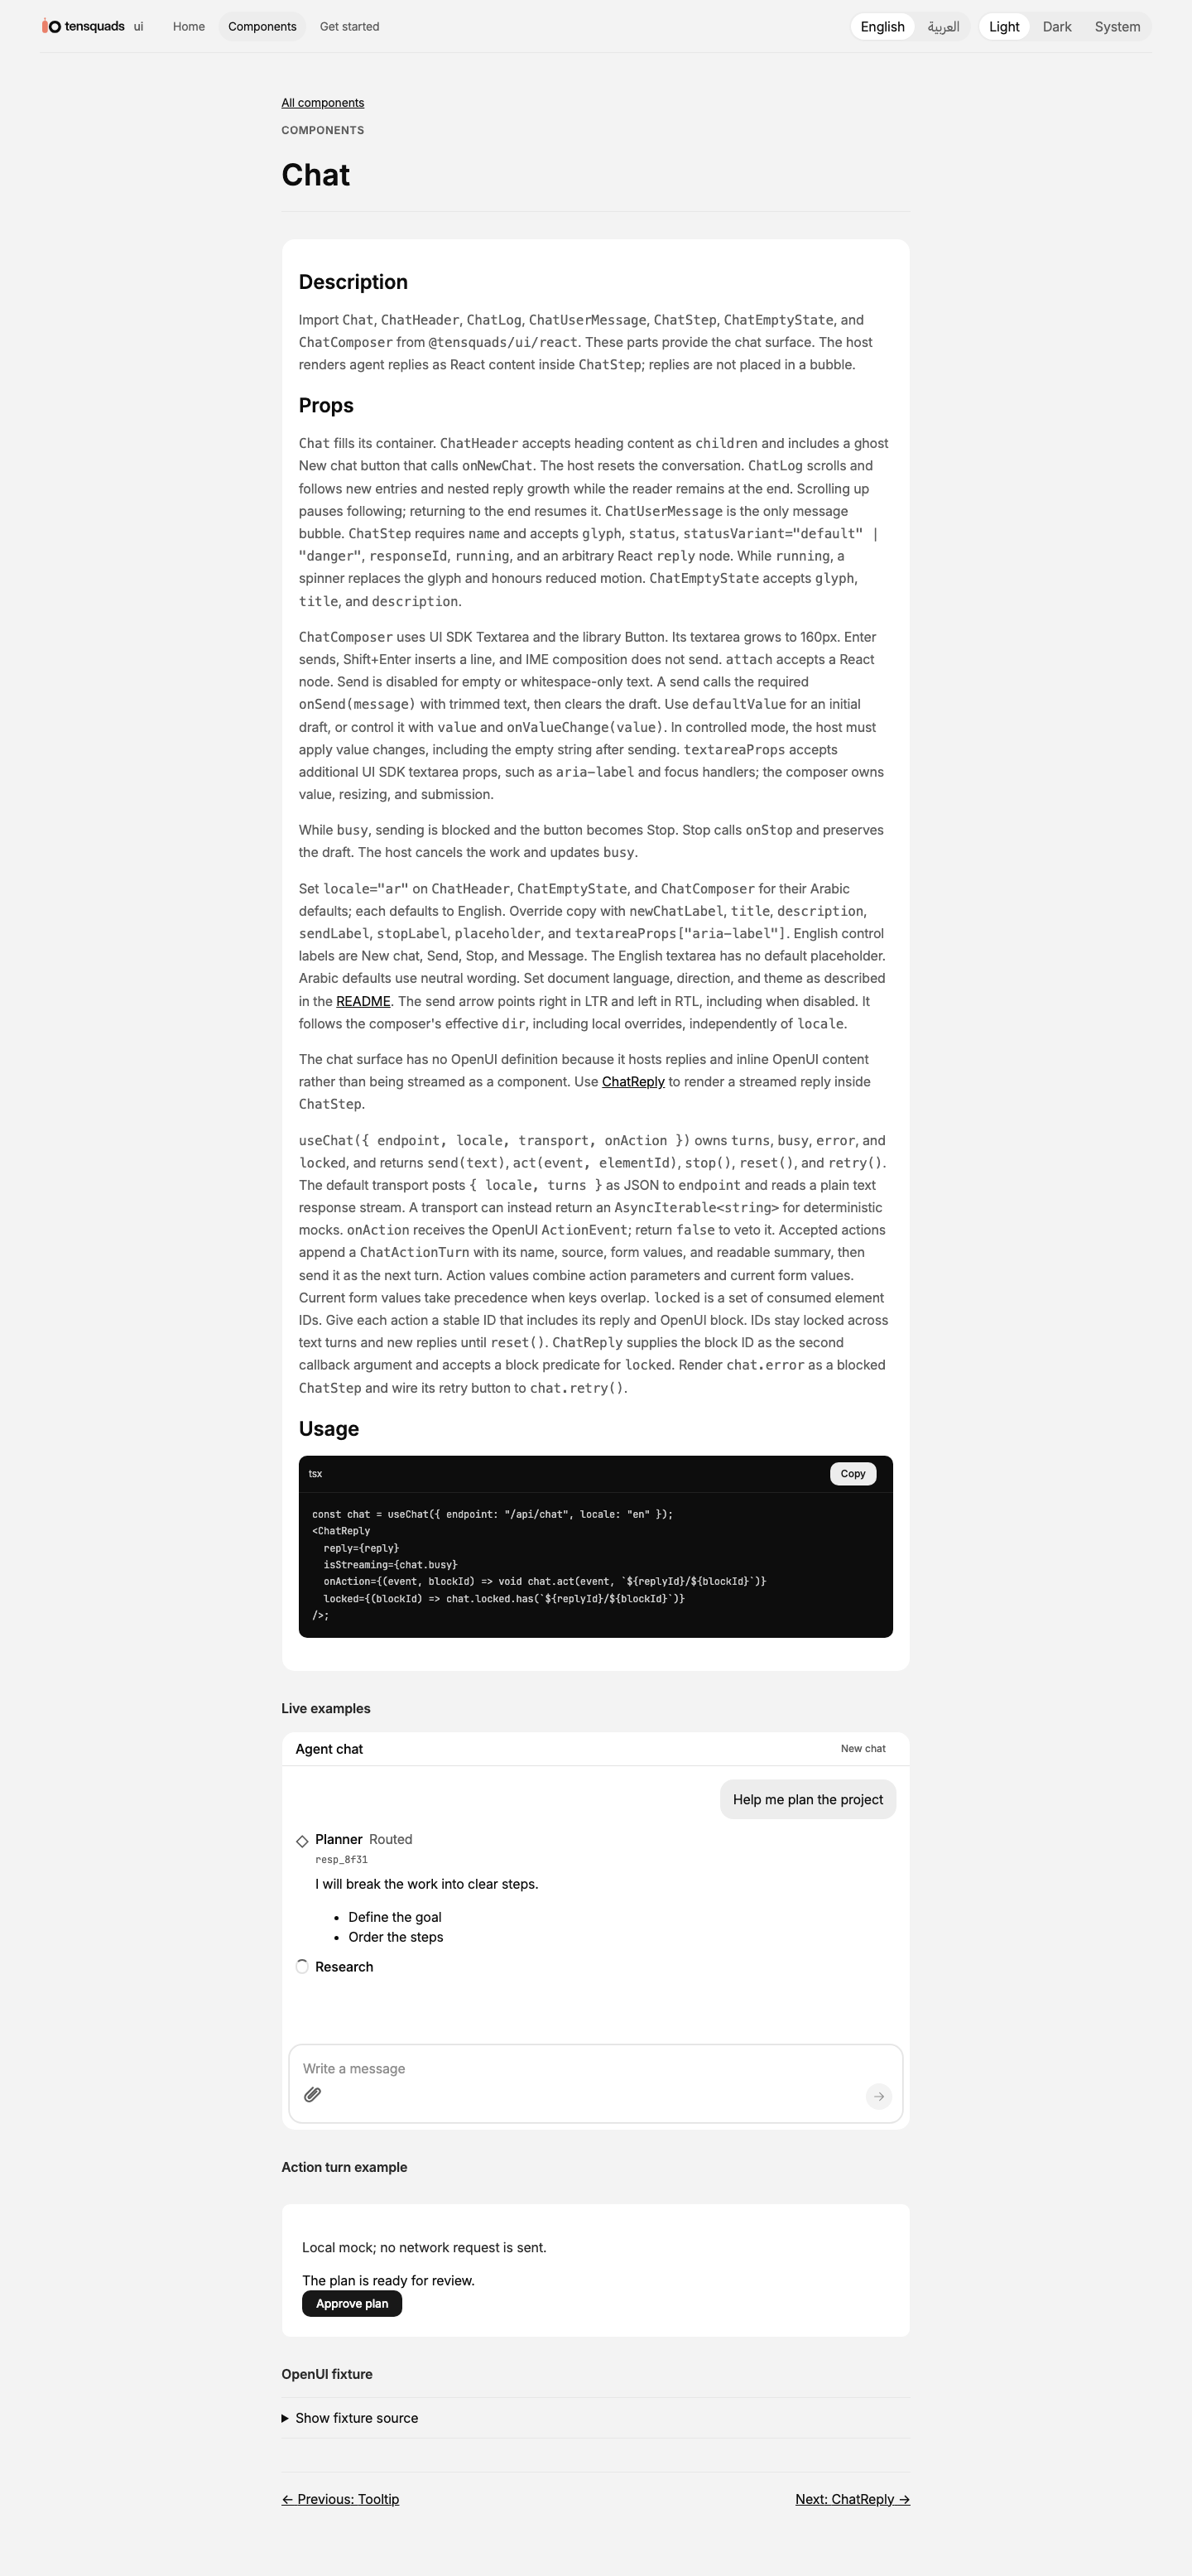 tensquads ui Home Components Get started English العربية Light Dark System
All components
COMPONENTS
Chat
Description
Import Chat, ChatHeader, ChatLog, ChatUserMessage, ChatStep, ChatEmptyState, and
ChatComposer from @tensquads/ui/react. These parts provide the chat surface. The host
renders agent replies as React content inside ChatStep; replies are not placed in a bubble.
Props
Chat fills its container. ChatHeader accepts heading content as children and includes a ghost
New chat button that calls onNewChat. The host resets the conversation. ChatLog scrolls and
follows new entries and nested reply growth while the reader remains at the end. Scrolling up
pauses following; returning to the end resumes it. ChatUserMessage is the only message
bubble. ChatStep requires name and accepts glyph, status, statusVariant="default" |
"danger", responseId, running, and an arbitrary React reply node. While running, a
spinner replaces the glyph and honours reduced motion. ChatEmptyState accepts glyph,
title, and description.
ChatComposer uses UI SDK Textarea and the library Button. Its textarea grows to 160px. Enter
sends, Shift+Enter inserts a line, and IME composition does not send. attach accepts a React
node. Send is disabled for empty or whitespace-only text. A send calls the required
onSend(message) with trimmed text, then clears the draft. Use defaultValue for an initial
draft, or control it with value and onValueChange(value). In controlled mode, the host must
apply value changes, including the empty string after sending. textareaProps accepts
additional UI SDK textarea props, such as aria-label and focus handlers; the composer owns
value, resizing, and submission.
While busy, sending is blocked and the button becomes Stop. Stop calls onStop and preserves
the draft. The host cancels the work and updates busy.
Set locale="ar" on ChatHeader, ChatEmptyState, and ChatComposer for their Arabic
defaults; each defaults to English. Override copy with newChatLabel, title, description,
sendLabel, stopLabel, placeholder, and textareaProps["aria-label"]. English control
labels are New chat, Send, Stop, and Message. The English textarea has no default placeholder.
Arabic defaults use neutral wording. Set document language, direction, and theme as described
in the README. The send arrow points right in LTR and left in RTL, including when disabled. It
follows the composer's effective dir, including local overrides, independently of locale.
The chat surface has no OpenUI definition because it hosts replies and inline OpenUI content
rather than being streamed as a component. Use ChatReply to render a streamed reply inside
ChatStep.
useChat({ endpoint, locale, transport, onAction }) owns turns, busy, error, and
locked, and returns send(text), act(event, elementId), stop(), reset(), and retry().
The default transport posts { locale, turns } as JSON to endpoint and reads a plain text
response stream. A transport can instead return an AsyncIterable<string> for deterministic
mocks. onAction receives the OpenUI ActionEvent; return false to veto it. Accepted actions
append a ChatActionTurn with its name, source, form values, and readable summary, then
send it as the next turn. Action values combine action parameters and current form values.
Current form values take precedence when keys overlap. locked is a set of consumed element
IDs. Give each action a stable ID that includes its reply and OpenUI block. IDs stay locked across
text turns and new replies until reset(). ChatReply supplies the block ID as the second
callback argument and accepts a block predicate for locked. Render chat.error as a blocked
ChatStep and wire its retry button to chat.retry().
Usage
tsx Copy
const chat = useChat({ endpoint: "/api/chat", locale: "en" });
<ChatReply
reply={reply}
isStreaming={chat.busy}
onAction={(event, blockId) => void chat.act(event, `${replyId}/${blockId}`)}
locked={(blockId) => chat.locked.has(`${replyId}/${blockId}`)}
/>;
Live examples
Agent chat New chat
Help me plan the project
Planner Routed
resp_8f31
I will break the work into clear steps.
• Define the goal
• Order the steps
Research
Write a message
Action turn example
Local mock; no network request is sent.
The plan is ready for review.
Approve plan
OpenUI fixture
▶ Show fixture source
← Previous: Tooltip Next: ChatReply →